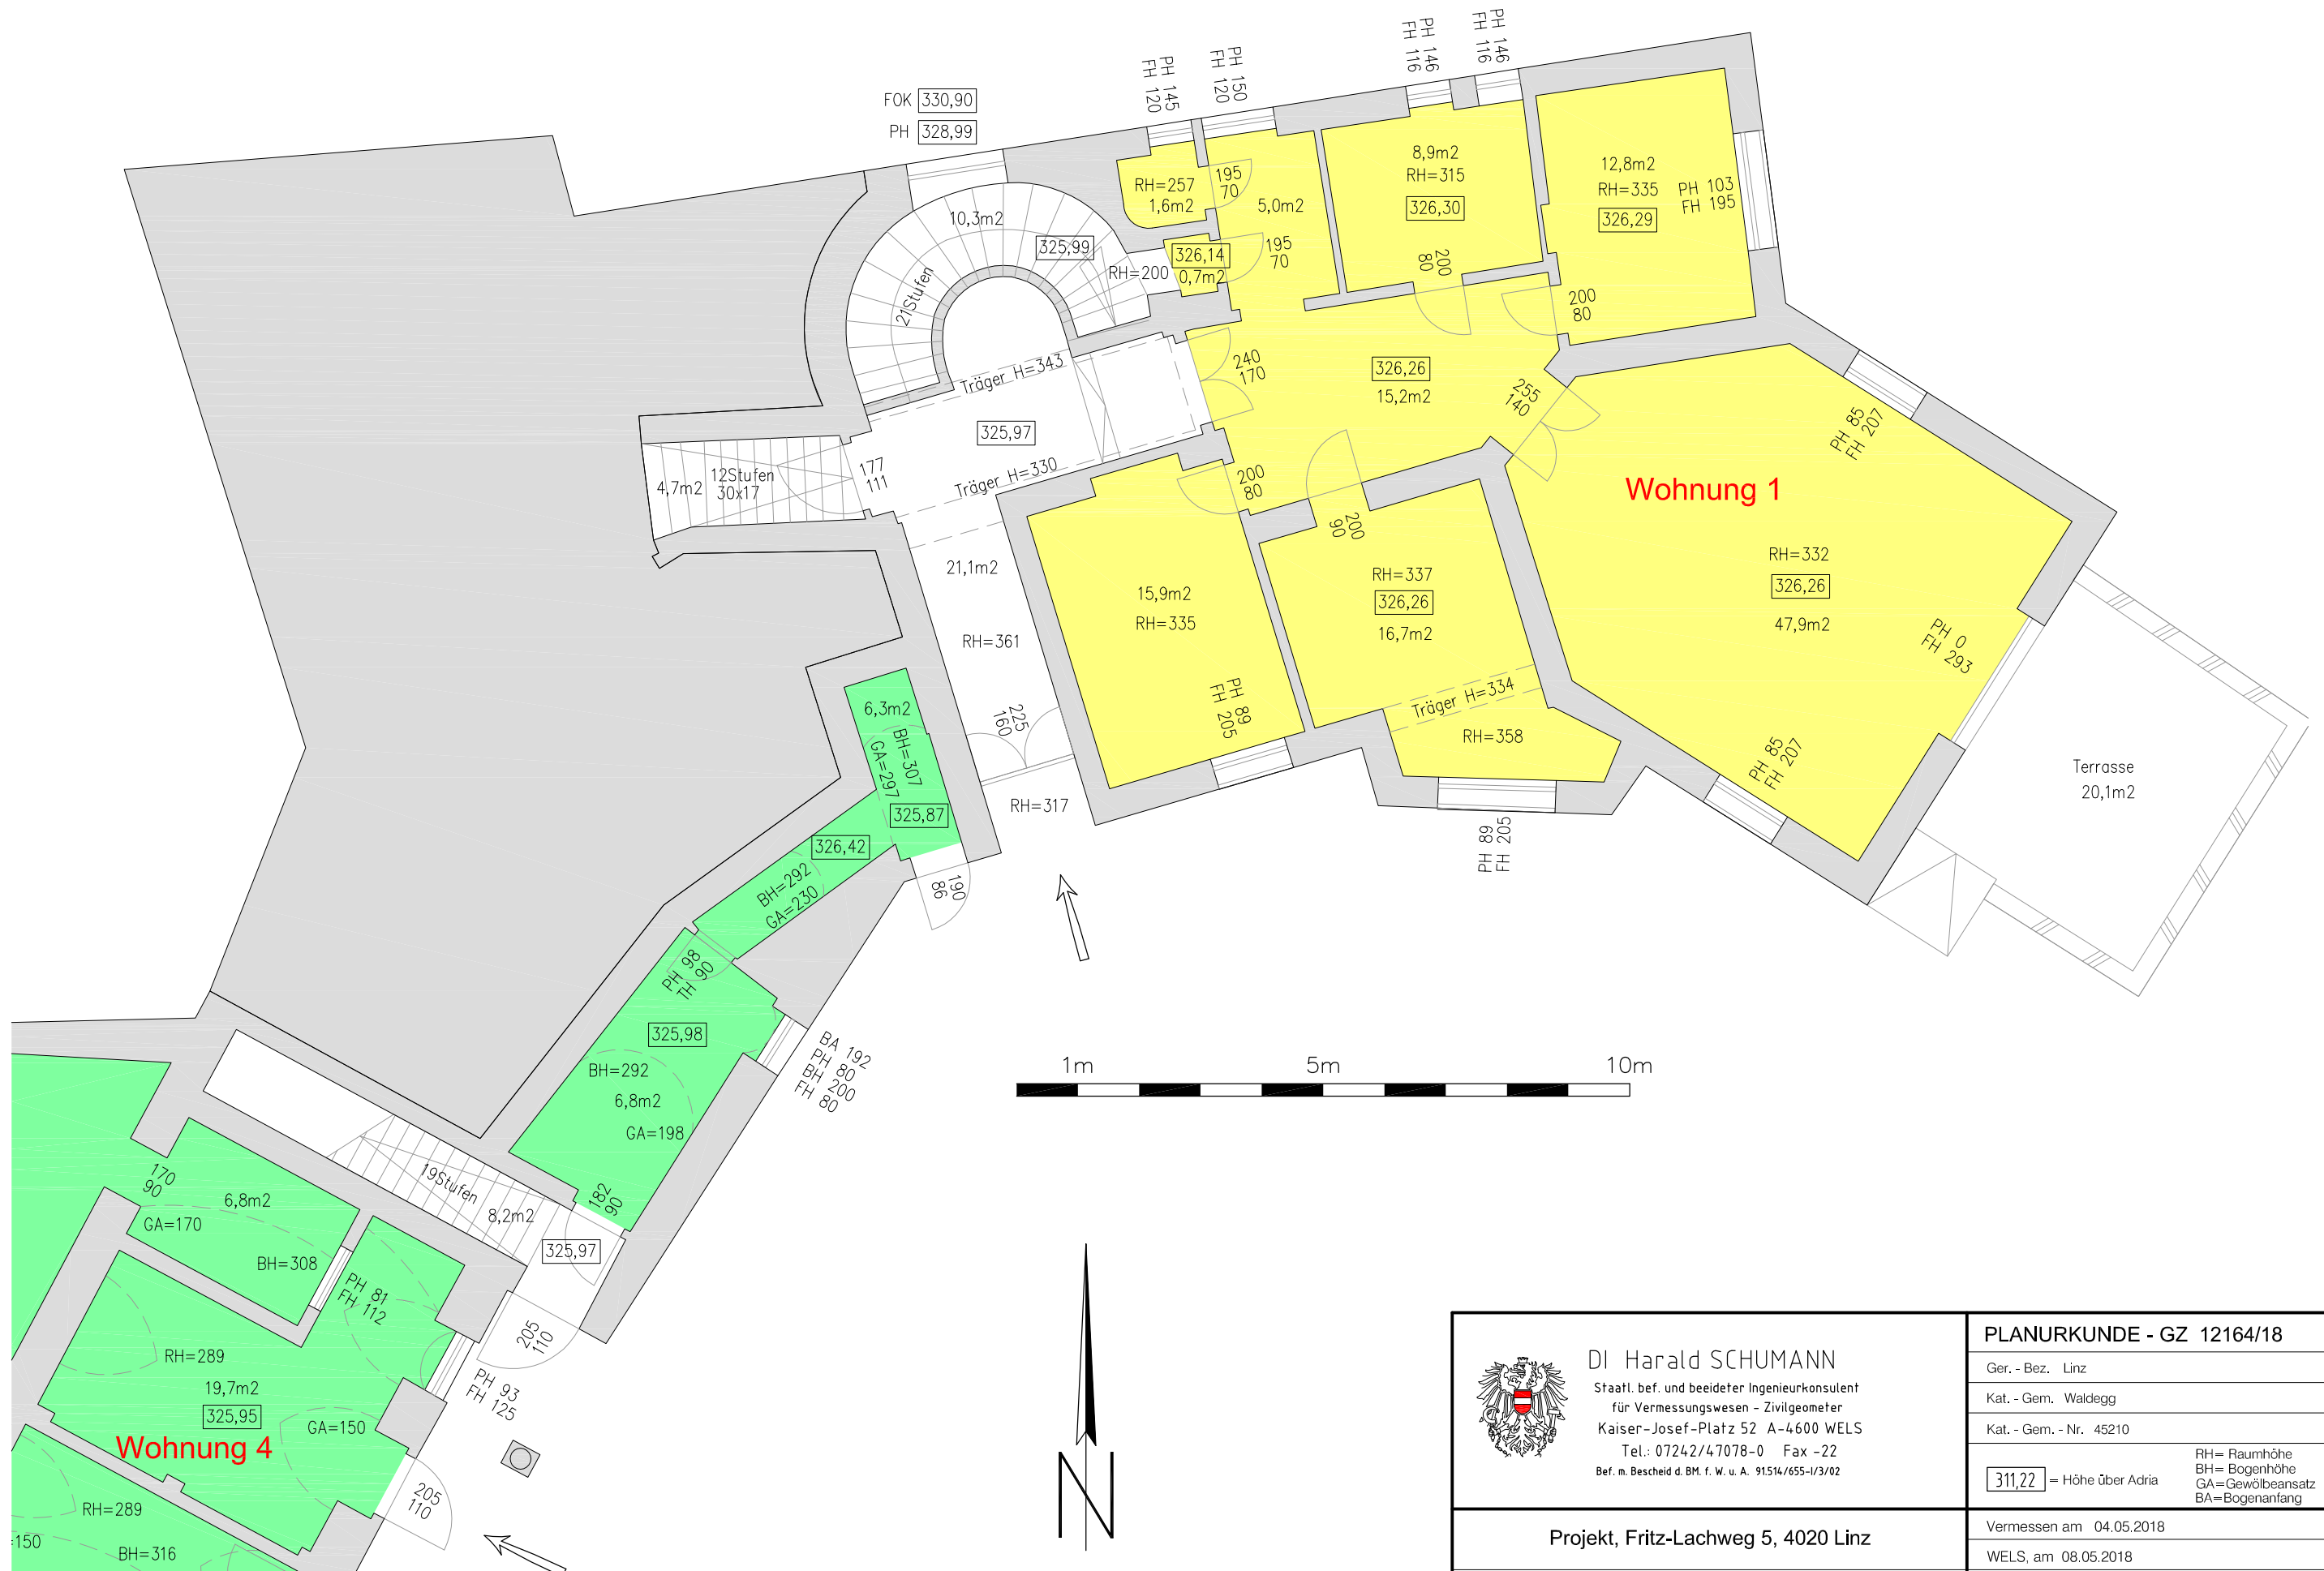 PH 145
FH 120
PH 150
FH 120
PH 146
FH 116
PH 146
FH 116
FOK 330,90
PH 328,99
10,3m2
325,99
21Stufen
RH=200
RH=257
1,6m2
195
70
5,0m2
326,14
0,7m2
195
70
8,9m2
RH=315
326,30
200
80
12,8m2
RH=335
326,29
PH 103
FH 195
200
80
Träger H=343
325,97
Träger H=330
240
170
326,26
15,2m2
255
140
177
111
12Stufen
30x17
4,7m2
200
80
200
90
PH 85
FH 207
Wohnung 1
RH=332
326,26
47,9m2
PH 0
FH 293
PH 85
FH 207
Terrasse
20,1m2
21,1m2
RH=361
225
160
RH=317
15,9m2
RH=335
PH 89
FH 205
RH=337
326,26
16,7m2
Träger H=334
RH=358
PH 89
FH 205
6,3m2
BH=307
GA=297
325,87
326,42
BH=292
GA=230
190
86
PH 98
TH 90
325,98
BH=292
6,8m2
GA=198
BA 192
PH 80
BH 200
FH 80
182
90
1m
5m
10m
19Stufen
8,2m2
325,97
170
90
6,8m2
GA=170
BH=308
PH 81
FH 112
205
110
PH 93
FH 125
RH=289
19,7m2
325,95
GA=150
Wohnung 4
205
110
RH=289
=150
BH=316
N
DI Harald SCHUMANN
Staatl. bef. und beeideter Ingenieurkonsulent
für Vermessungswesen - Zivilgeometer
Kaiser-Josef-Platz 52 A-4600 WELS
Tel.: 07242/47078-0 Fax -22
Bef. m. Bescheid d. BM. f. W. u. A. 91.514/655-I/3/02
Projekt, Fritz-Lachweg 5, 4020 Linz
PLANURKUNDE - GZ 12164/18
Ger. - Bez. Linz
Kat. - Gem. Waldegg
Kat. - Gem. - Nr. 45210
311,22 = Höhe über Adria
RH= Raumhöhe
BH= Bogenhöhe
GA=Gewölbeansatz
BA=Bogenanfang
Vermessen am 04.05.2018
WELS, am 08.05.2018